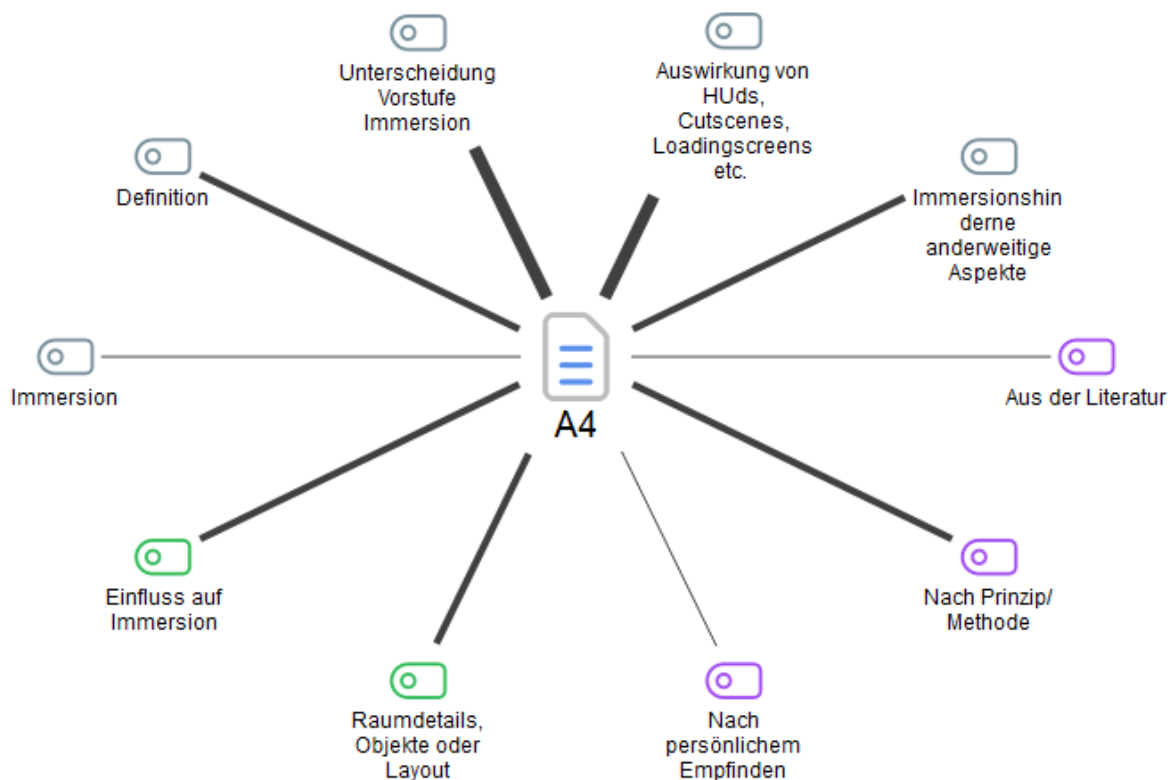 Unterscheidung
Vorstufe
Immersion
Auswirkung von
HUds,
Cutscenes,
Loadingscreens
etc.
Definition
Immersionshin
derne
anderweitige
Aspekte
Immersion
A4
Aus der Literatur
Einfluss auf
Immersion
Nach Prinzip/
Methode
Raumdetails,
Objekte oder
Layout
Nach
persönlichem
Empfinden